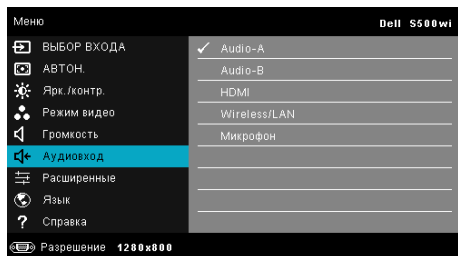 Меню Dell S500wi
ВЫБОР ВХОДА
АВТОН.
Ярк./контр.
Режим видео
Громкость
Аудиовход
Расширенные
Язык
Справка
Audio-A
Audio-B
HDMI
Wireless/LAN
Микрофон
Разрешение 1280x800